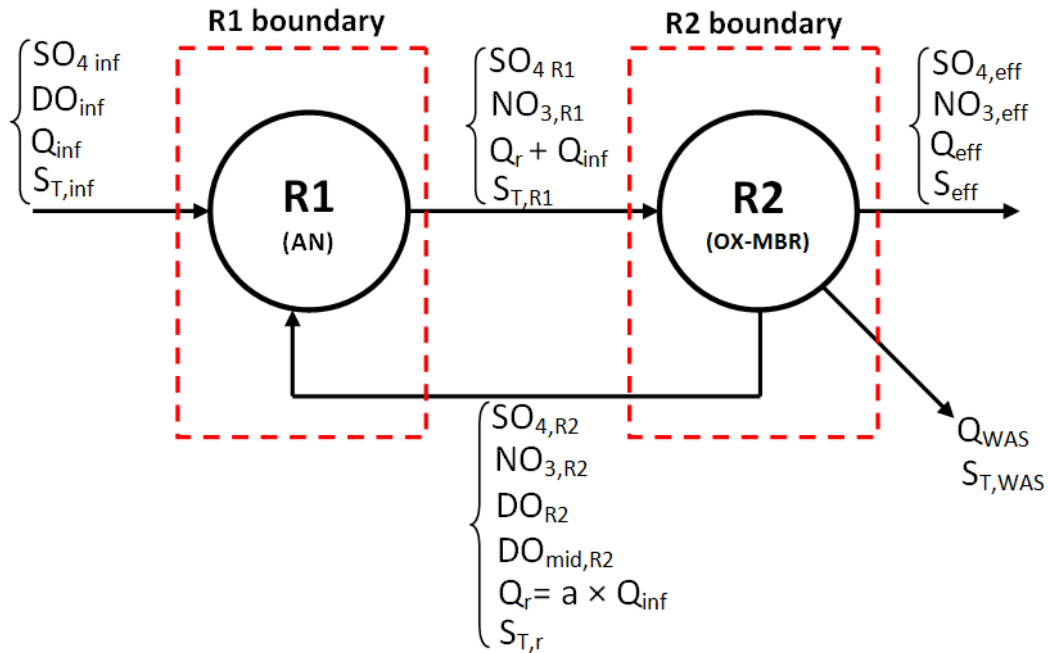 R1 boundary
R2 boundary
SO4 inf
DOinf
Qinf
ST,inf
SO4 R1
NO3,R1
Qr + Qinf
ST,R1
SO4,eff
NO3,eff
Qeff
Seff
R1
(AN)
R2
(OX-MBR)
SO4,R2
NO3,R2
DOR2
DOmid,R2
Qr= a × Qinf
ST,r
QWAS
ST,WAS